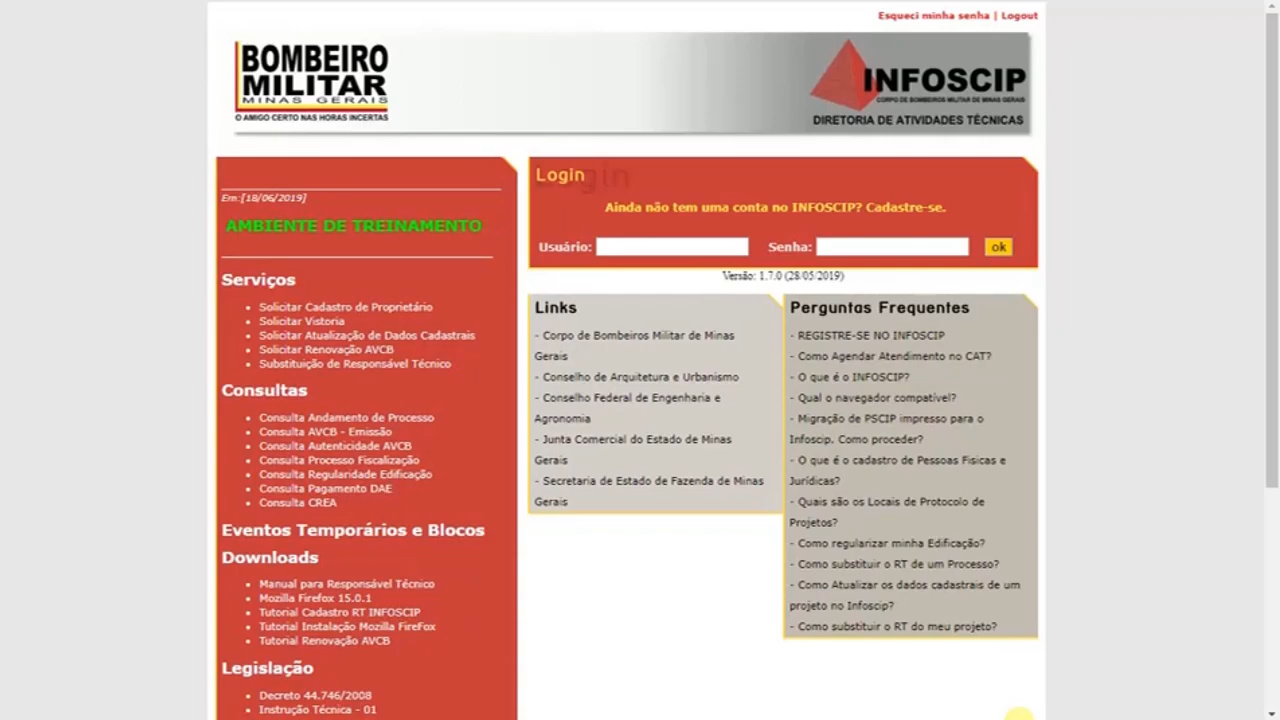 Esqueci minha senha | Logout
BOMBEIRO
MILITAR
MINAS GERAIS
O AMIGO CERTO NAS HORAS INCERTAS
INFOSCIP
CORPO DE BOMBEIROS MILITAR DE MINAS GERAIS
DIRETORIA DE ATIVIDADES TÉCNICAS
Em:[18/06/2019]
AMBIENTE DE TREINAMENTO
Serviços
Solicitar Cadastro de Proprietário
Solicitar Vistoria
Solicitar Atualização de Dados Cadastrais
Solicitar Renovação AVCB
Substituição de Responsável Técnico
Consultas
Consulta Andamento de Processo
Consulta AVCB - Emissão
Consulta Autenticidade AVCB
Consulta Processo Fiscalização
Consulta Regularidade Edificação
Consulta Pagamento DAE
Consulta CREA
Eventos Temporários e Blocos
Downloads
Manual para Responsável Técnico
Mozilla Firefox 15.0.1
Tutorial Cadastro RT INFOSCIP
Tutorial Instalação Mozilla FireFox
Tutorial Renovação AVCB
Legislação
Decreto 44.746/2008
Instrução Técnica - 01
Login
Ainda não tem uma conta no INFOSCIP? Cadastre-se.
Usuário: Senha: ok
Versão: 1.7.0 (28/05/2019)
Links
- Corpo de Bombeiros Militar de Minas
Gerais
- Conselho de Arquitetura e Urbanismo
- Conselho Federal de Engenharia e
Agronomia
- Junta Comercial do Estado de Minas
Gerais
- Secretaria de Estado de Fazenda de Minas
Gerais
Perguntas Frequentes
- REGISTRE-SE NO INFOSCIP
- Como Agendar Atendimento no CAT?
- O que é o INFOSCIP?
- Qual o navegador compatível?
- Migração de PSCIP impresso para o
Infoscip. Como proceder?
- O que é o cadastro de Pessoas Fisicas e
Jurídicas?
- Quais são os Locais de Protocolo de
Projetos?
- Como regularizar minha Edificação?
- Como substituir o RT de um Processo?
- Como Atualizar os dados cadastrais de um
projeto no Infoscip?
- Como substituir o RT do meu projeto?